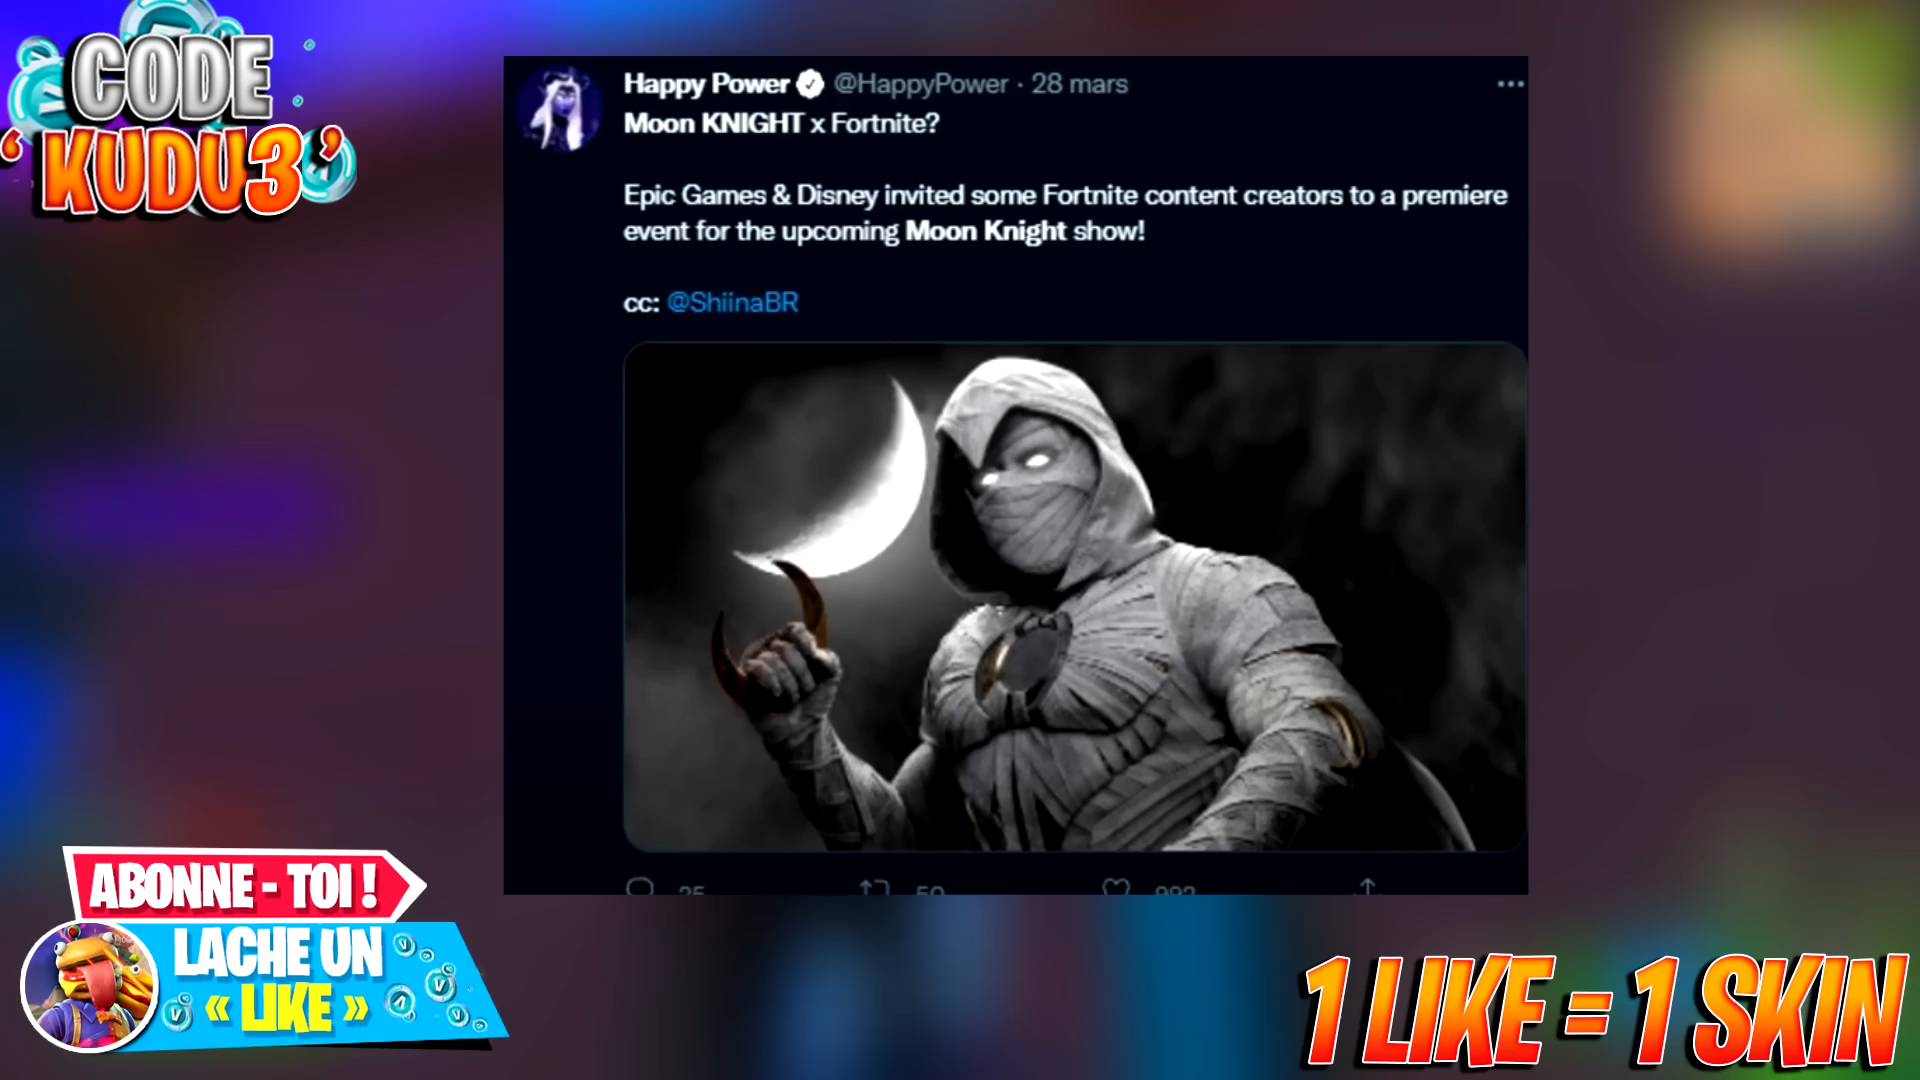 CODE
‘ KUDU3 ’
Happy Power @HappyPower · 28 mars
Moon KNIGHT x Fortnite?
Epic Games & Disney invited some Fortnite content creators to a premiere
event for the upcoming Moon Knight show!
cc: @ShiinaBR
ABONNE - TOI !
LACHE UN
« LIKE »
1 LIKE = 1 SKIN